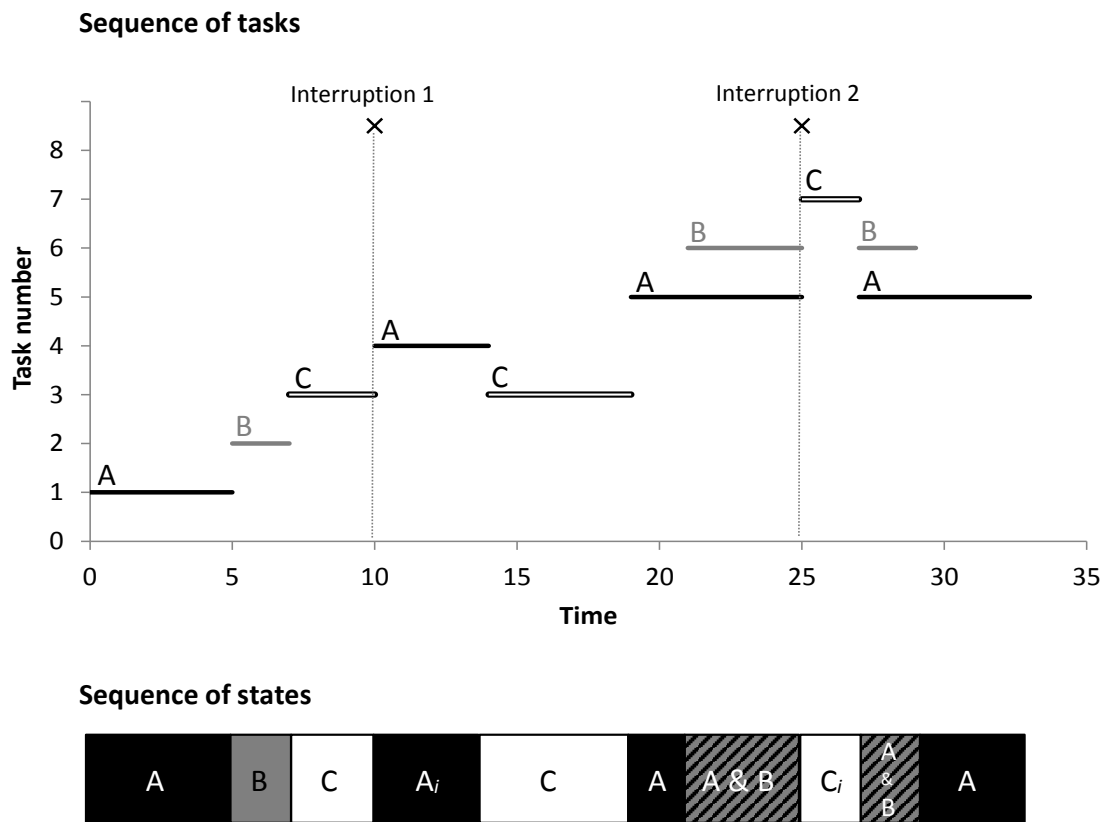 Sequence of tasks
Interruption 1 Interruption 2
8
C
7
B B
6
A A
5
A
4
C C
3
B
2
A
1
0
Task number
0 5 10 15 20 25 30 35
Time
Sequence of states
A B C Ai C A A & B Ci A & B A